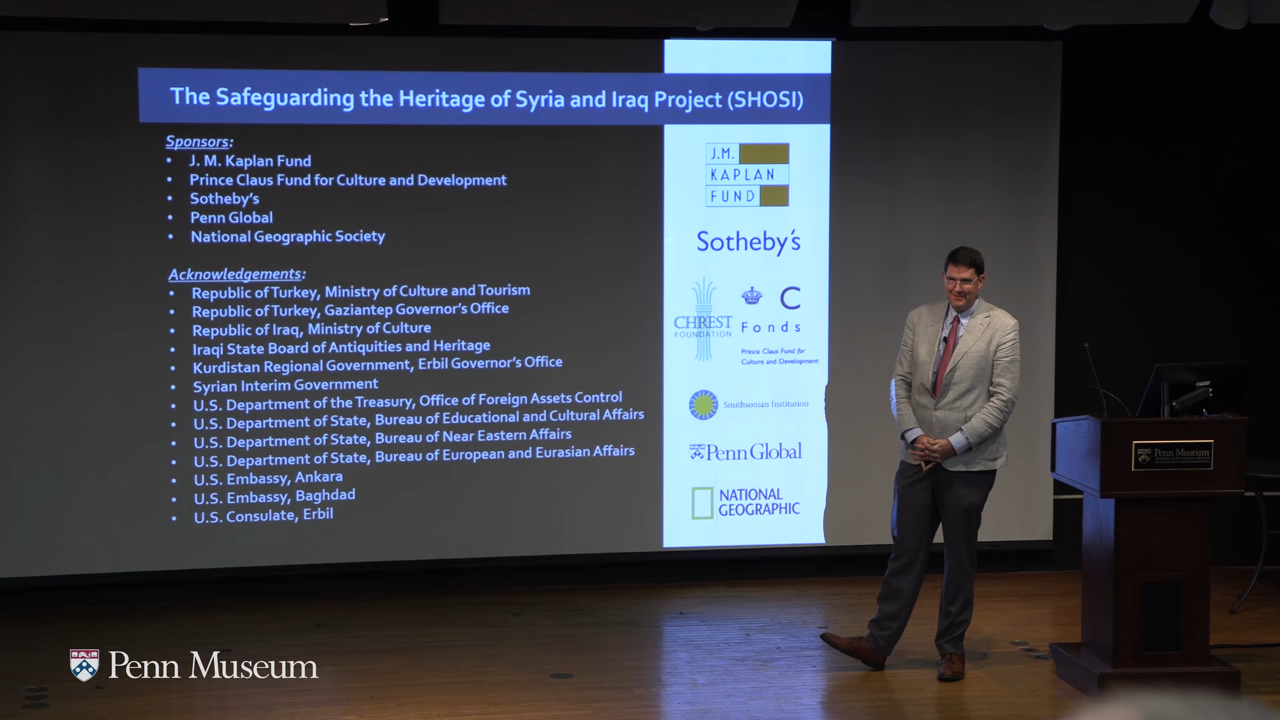 The Safeguarding the Heritage of Syria and Iraq Project (SHOSI)
Sponsors:
• J. M. Kaplan Fund
• Prince Claus Fund for Culture and Development
• Sotheby's
• Penn Global
• National Geographic Society
Acknowledgements:
• Republic of Turkey, Ministry of Culture and Tourism
• Republic of Turkey, Gaziantep Governor's Office
• Republic of Iraq, Ministry of Culture
• Iraqi State Board of Antiquities and Heritage
• Kurdistan Regional Government, Erbil Governor's Office
• Syrian Interim Government
• U.S. Department of the Treasury, Office of Foreign Assets Control
• U.S. Department of State, Bureau of Educational and Cultural Affairs
• U.S. Department of State, Bureau of Near Eastern Affairs
• U.S. Department of State, Bureau of European and Eurasian Affairs
• U.S. Embassy, Ankara
• U.S. Embassy, Baghdad
• U.S. Consulate, Erbil
J.M.
KAPLAN
FUND
Sotheby's
CHREST
FOUNDATION
C
Fonds
Prince Claus Fund for
Culture and Development
Smithsonian Institution
Penn Global
NATIONAL
GEOGRAPHIC
Penn Museum
Penn Museum